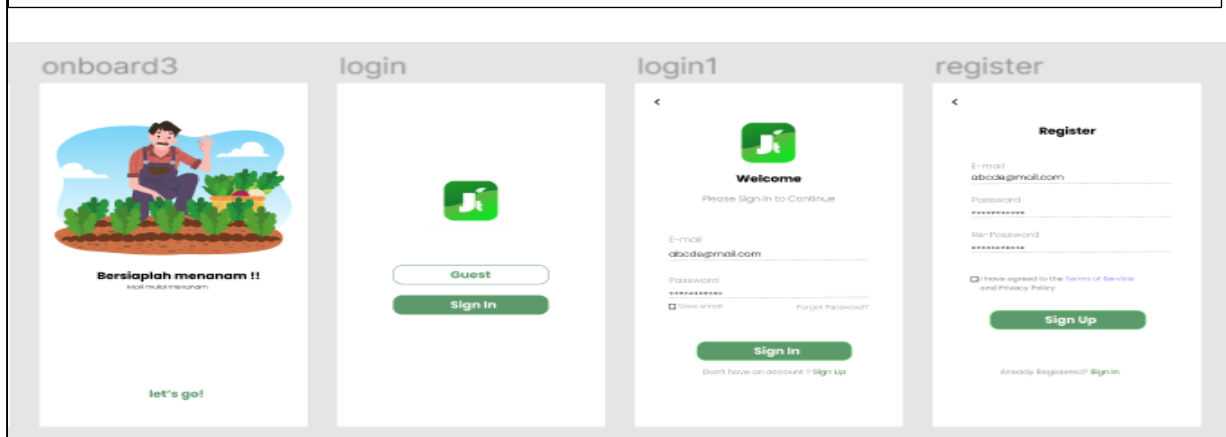 onboard3
Bersiaplah menanam !!
Mari mulai menanam
let's go!
login
Jt
Guest
Sign In
login1
<
Jt
Welcome
Please Sign In to Continue
E-mail
abcde@mail.com
Password
Save email Forgot Password?
Sign In
Don't have an account ? Sign Up
register
<
Register
E-mail
abcde@mail.com
Password
Re-Password
I have agreed to the Terms of Service
and Privacy Policy
Sign Up
Already Registered? Sign In